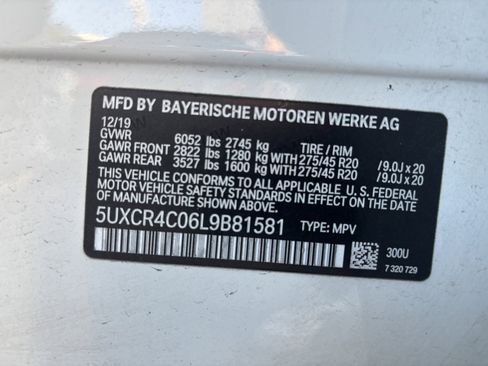 MFD BY BAYERISCHE MOTOREN WERKE AG
12/19
GVWR 6052 lbs 2745 kg TIRE / RIM
GAWR FRONT 2822 lbs 1280 kg WITH 275/45 R20 /9.0J x 20
GAWR REAR 3527 lbs 1600 kg WITH 275/45 R20 /9.0J x 20
THIS VEHICLE CONFORMS TO ALL APPLICABLE U. S. FEDERAL
MOTOR VEHICLE SAFETY STANDARDS IN EFFECT ON THE
DATE OF MANUFACTURE SHOWN ABOVE.
5UXCR4C06L9B81581 TYPE: MPV
300U
7 320 729